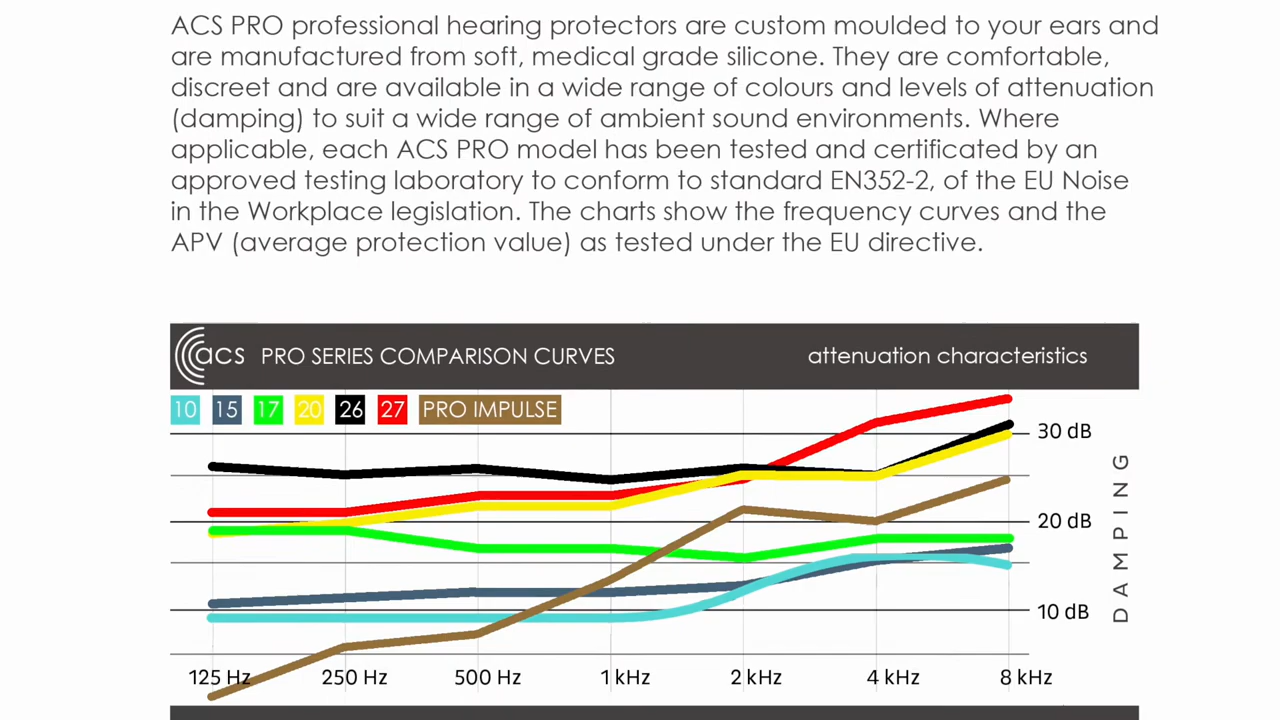 ACS PRO professional hearing protectors are custom moulded to your ears and
are manufactured from soft, medical grade silicone. They are comfortable,
discreet and are available in a wide range of colours and levels of attenuation
(damping) to suit a wide range of ambient sound environments. Where
applicable, each ACS PRO model has been tested and certificated by an
approved testing laboratory to conform to standard EN352-2, of the EU Noise
in the Workplace legislation. The charts show the frequency curves and the
APV (average protection value) as tested under the EU directive.
acs PRO SERIES COMPARISON CURVES attenuation characteristics
10 15 17 20 26 27 PRO IMPULSE
30 dB
20 dB
10 dB
DAMPING
125 Hz 250 Hz 500 Hz 1 kHz 2 kHz 4 kHz 8 kHz